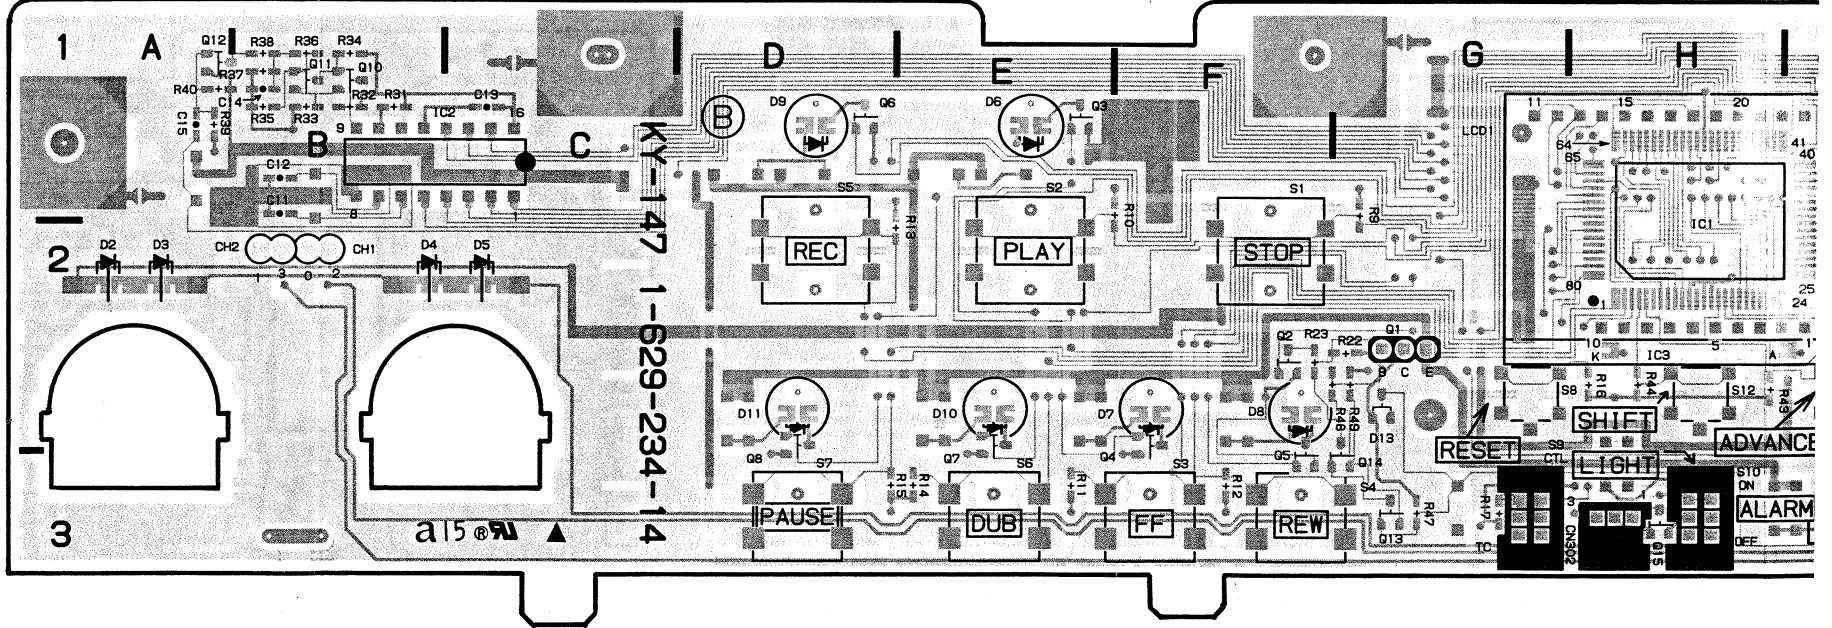 1 A B C D E F G H
2
3
Q12 R38 R36 R34
R37 Q11 Q10
R40 C14 R32 R31 IC2 C13 16
C15 R39 R35 R33 9
C12
C11 8 1
D2 D3 CH2 CH1 D4 D5
1 3 0 2
KY-147 1-629-234-14
B
D9 Q6 D6 Q3
S5 S2 S1
R13 R10 R9
REC PLAY STOP
LCD1
11 15 20
64 65 41 40
IC1
80 1 25 24
10 5 1
K IC3 A
Q2 R23 Q1 R22
B C E
D11 D10 D7 D8 R48 R49 D13
Q8 Q7 Q4 Q5 Q14
S7 S6 S3 S4
R15 R14 R11 R12 R47
PAUSE DUB FF REW
Q13
S8 R16 R44 S12 R43
SHIFT
RESET S9 ADVANCE
CTL LIGHT S10
ON
R17 3 1 ALARM
TC CN302 Q15 OFF
a15 ® ▲